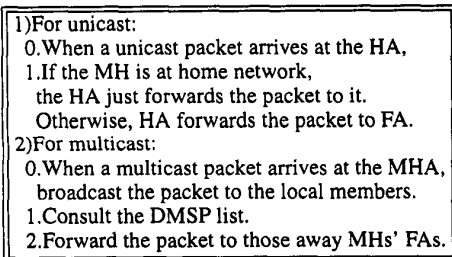 1)For unicast:
0.When a unicast packet arrives at the HA,
1.If the MH is at home network,
the HA just forwards the packet to it.
Otherwise, HA forwards the packet to FA.
2)For multicast:
0.When a multicast packet arrives at the MHA,
broadcast the packet to the local members.
1.Consult the DMSP list.
2.Forward the packet to those away MHs' FAs.